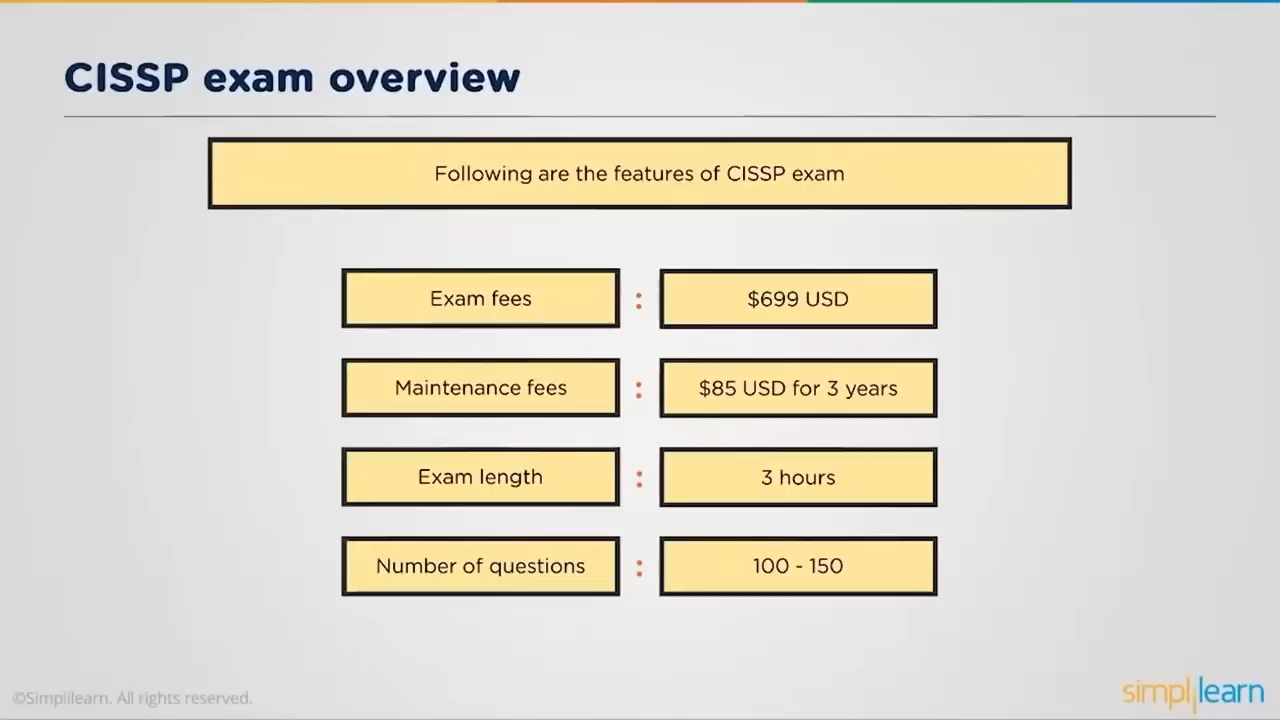 CISSP exam overview
Following are the features of CISSP exam
Exam fees : $699 USD
Maintenance fees : $85 USD for 3 years
Exam length : 3 hours
Number of questions : 100 - 150
©Simplilearn. All rights reserved.
simplilearn